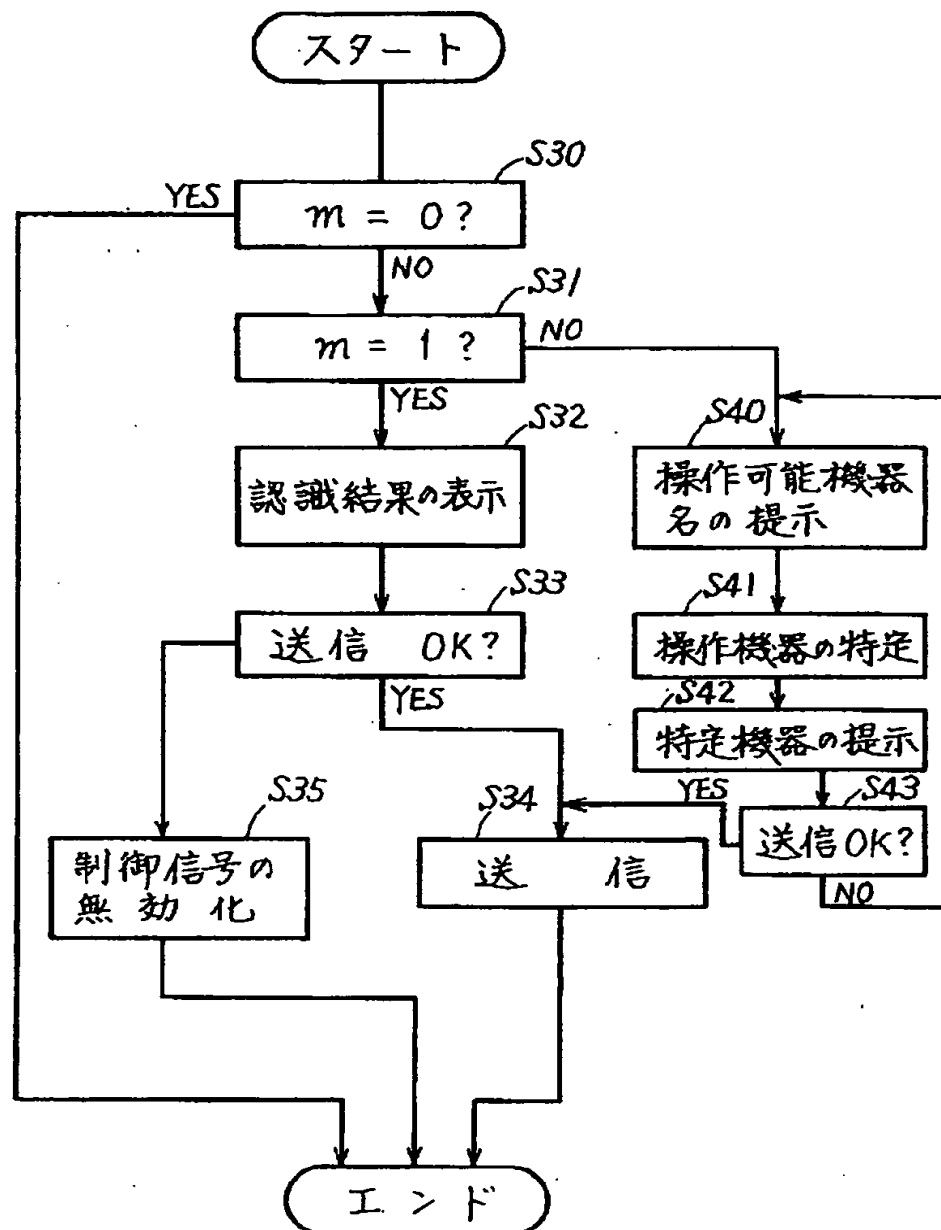 スタート
S30
YES
m = 0?
NO
S31
m = 1 ?
NO
YES
S32
認識結果の表示
S33
送信 OK?
YES
S35
制御信号の
無効化
S34
送 信
S40
操作可能機器
名の提示
S41
操作機器の特定
S42
特定機器の提示
S43
YES
送信OK?
NO
エンド